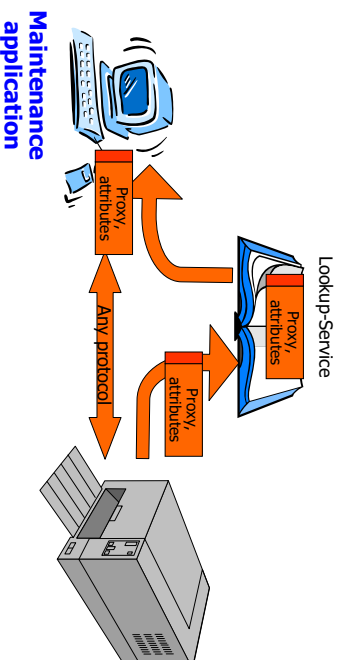 Lookup-Service
Proxy,
attributes
Proxy,
attributes
Proxy,
attributes
Any protocol
Maintenance
application